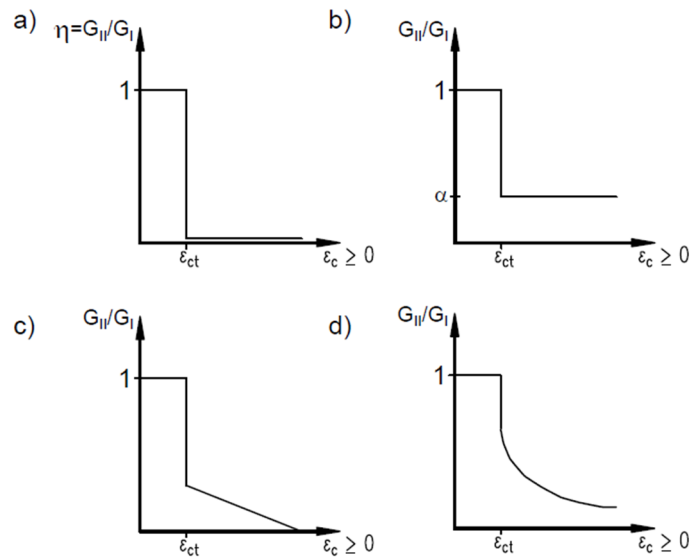 a)
η=G_II/G_I
1
ε_ct
ε_c ≥ 0
b)
G_II/G_I
1
α
ε_ct
ε_c ≥ 0
c)
G_II/G_I
1
ε_ct
ε_c ≥ 0
d)
G_II/G_I
1
ε_ct
ε_c ≥ 0